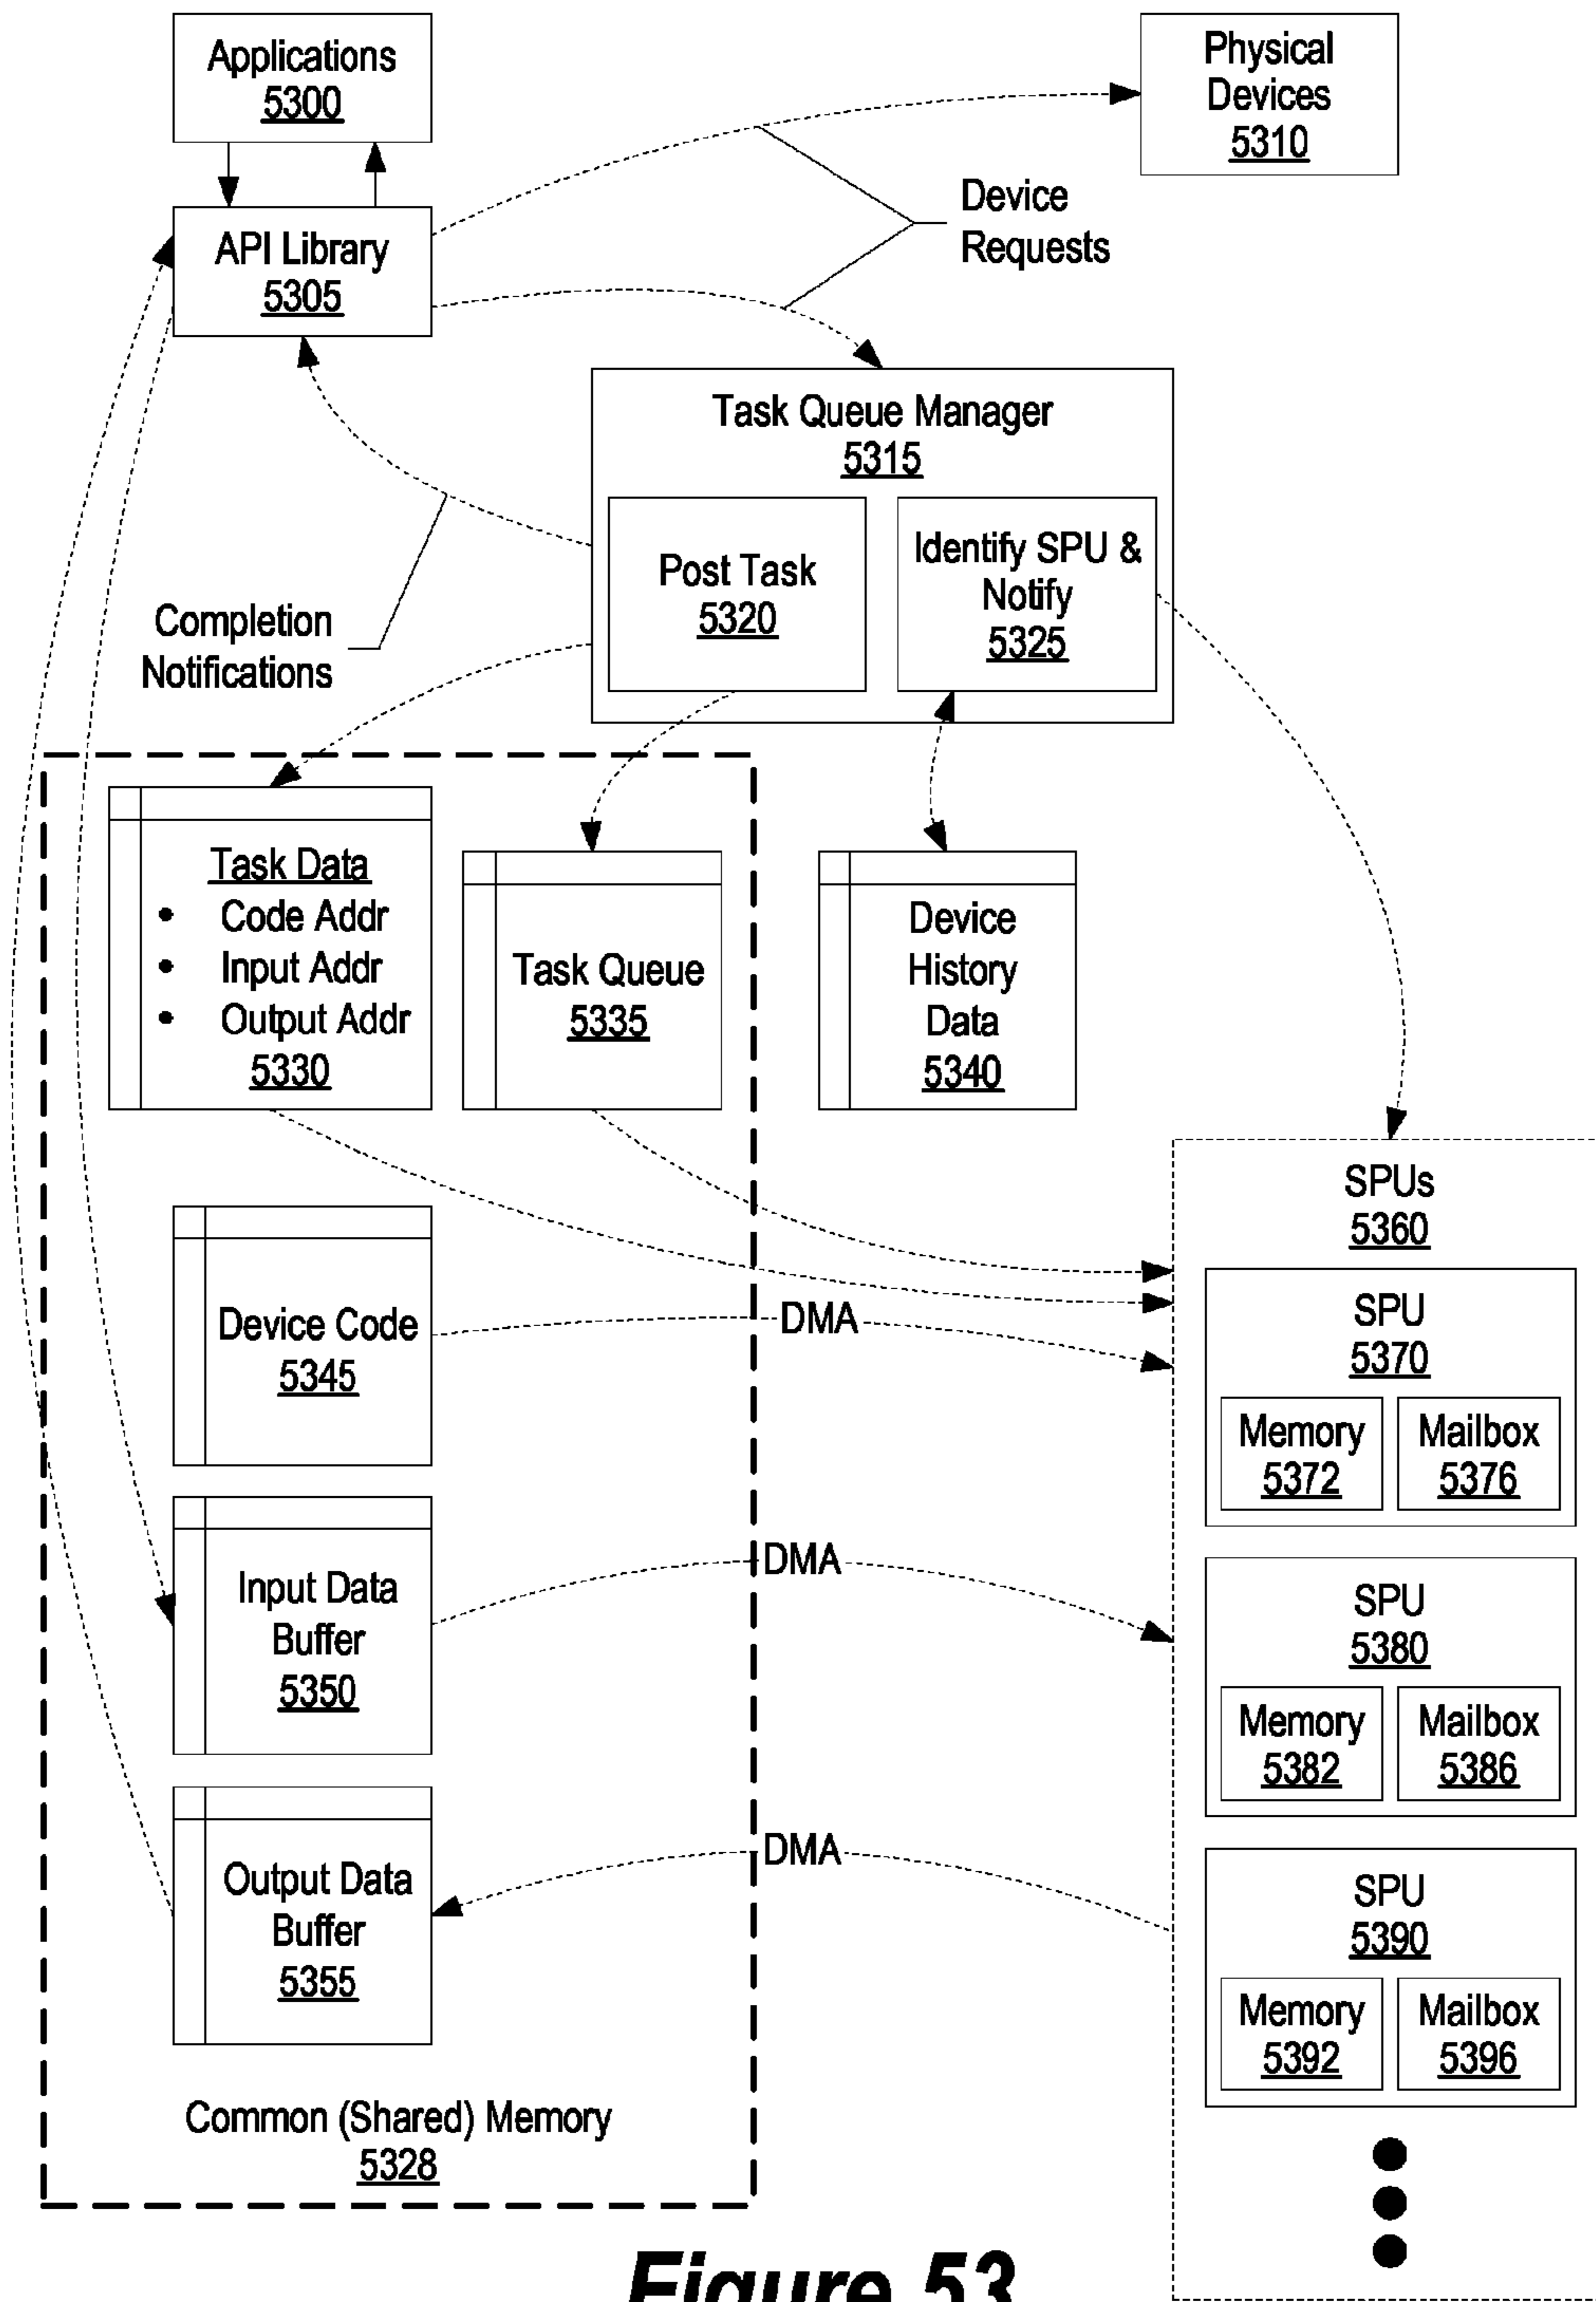 Applications
5300
Physical
Devices
5310
Device
Requests
API Library
5305
Task Queue Manager
5315
Post Task
5320
Identify SPU &
Notify
5325
Completion
Notifications
Task Data
• Code Addr
• Input Addr
• Output Addr
5330
Task Queue
5335
Device
History
Data
5340
SPUs
5360
Device Code
5345
DMA
SPU
5370
Memory
5372
Mailbox
5376
Input Data
Buffer
5350
DMA
SPU
5380
Memory
5382
Mailbox
5386
Output Data
Buffer
5355
DMA
SPU
5390
Memory
5392
Mailbox
5396
Common (Shared) Memory
5328
Figure 53